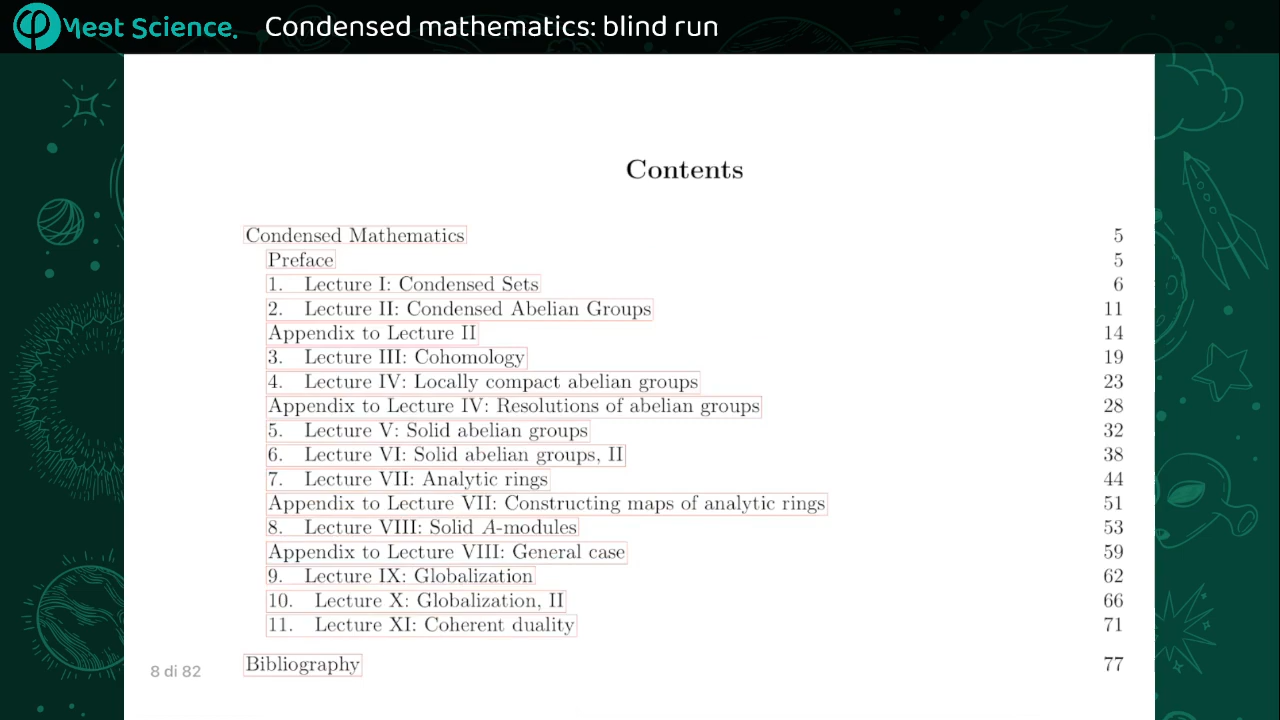 Meet Science.
Condensed mathematics: blind run
Contents
Condensed Mathematics 5
Preface 5
1. Lecture I: Condensed Sets 6
2. Lecture II: Condensed Abelian Groups 11
Appendix to Lecture II 14
3. Lecture III: Cohomology 19
4. Lecture IV: Locally compact abelian groups 23
Appendix to Lecture IV: Resolutions of abelian groups 28
5. Lecture V: Solid abelian groups 32
6. Lecture VI: Solid abelian groups, II 38
7. Lecture VII: Analytic rings 44
Appendix to Lecture VII: Constructing maps of analytic rings 51
8. Lecture VIII: Solid A-modules 53
Appendix to Lecture VIII: General case 59
9. Lecture IX: Globalization 62
10. Lecture X: Globalization, II 66
11. Lecture XI: Coherent duality 71
Bibliography 77
8 di 82